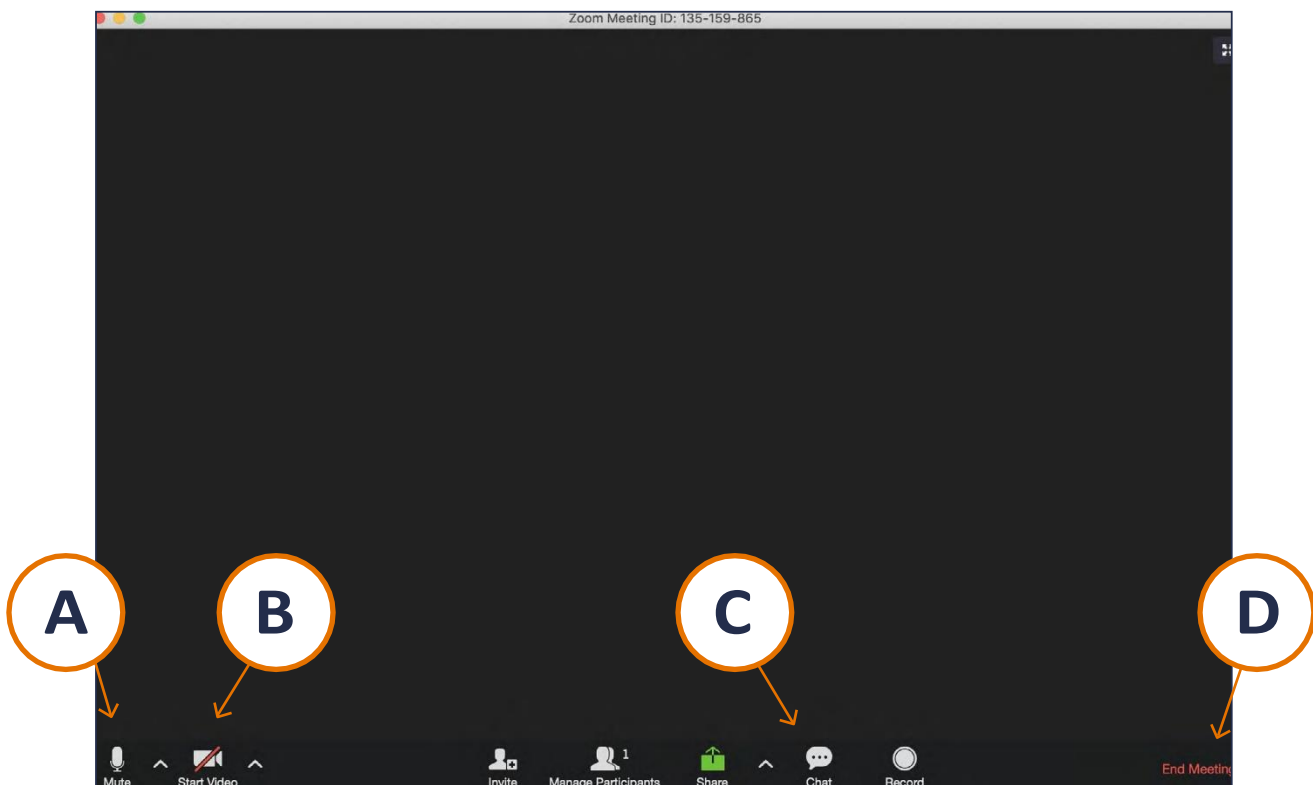 Zoom Meeting ID: 135-159-865
A B C D
1
Mute Start Video Invite Manage Participants Share Chat Record End Meeting